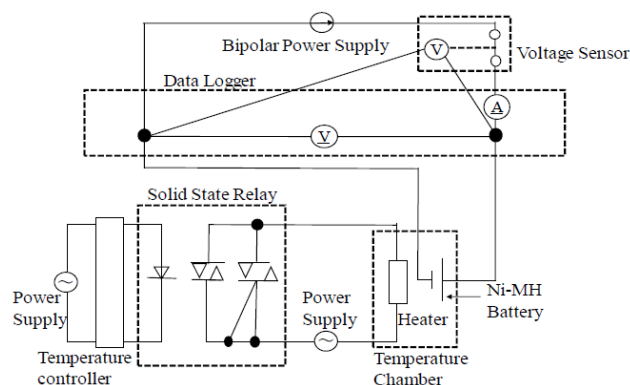 Bipolar Power Supply
V
Voltage Sensor
Data Logger
A
V
Solid State Relay
Power
Supply
Power
Supply
Heater
Ni-MH
Battery
Temperature
controller
Temperature
Chamber